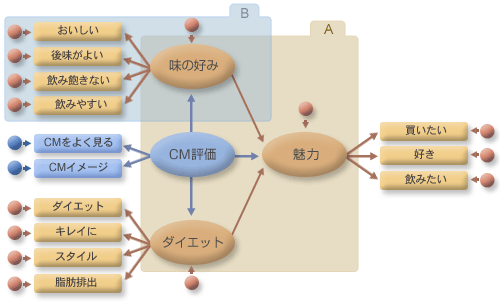 B
A
おいしい
後味がよい
飲み飽きない
飲みやすい
味の好み
CMをよく見る
CMイメージ
CM評価
魅力
買いたい
好き
飲みたい
ダイエット
キレイに
スタイル
脂肪排出
ダイエット